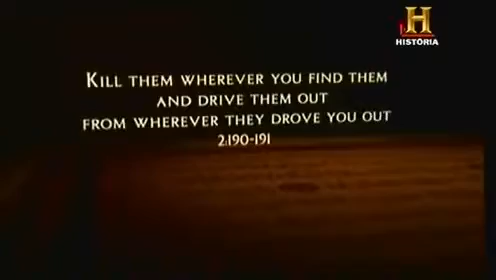 H
HISTÓRIA
KILL THEM WHEREVER YOU FIND THEM
AND DRIVE THEM OUT
FROM WHEREVER THEY DROVE YOU OUT
2:190-191